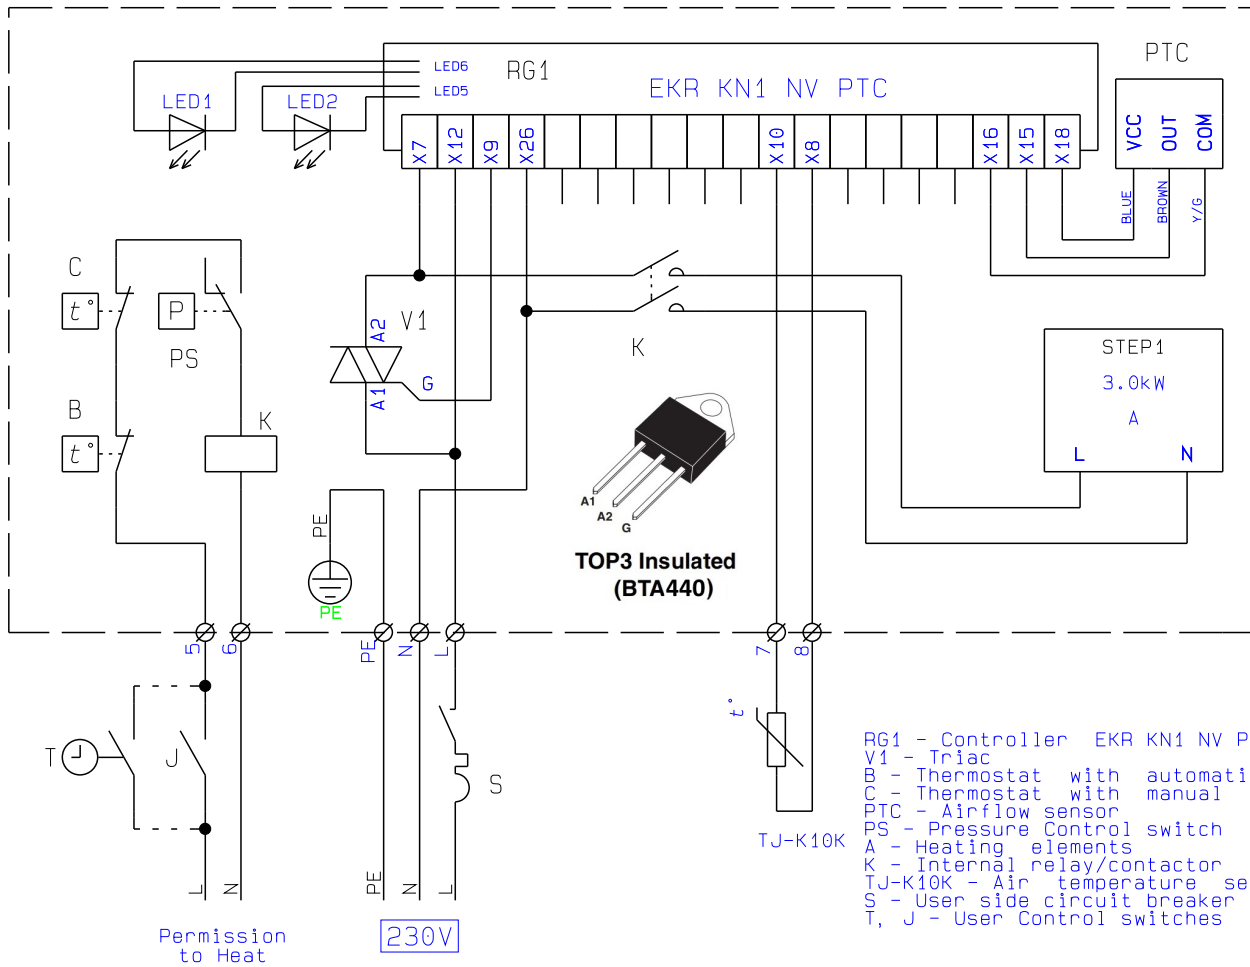 PTC
LED6
RG1
LED5
EKR KN1 NV PTC
LED1
LED2
X7
X12
X9
X26
X10
X8
X16
X15
X18
VCC
OUT
COM
BLUE
BROWN
Y/G
C
t°
P
PS
A2
V1
G
A1
K
STEP1
3.0kW
A
L
N
B
t°
K
A1
A2
G
PE
TOP3 Insulated
(BTA440)
PE
5
6
PE
N
L
7
8
t°
T
J
S
TJ-K10K
RG1 - Controller EKR KN1 NV P
V1 - Triac
B - Thermostat with automati
C - Thermostat with manual
PTC - Airflow sensor
PS - Pressure Control switch
A - Heating elements
K - Internal relay/contactor
TJ-K10K - Air temperature se
S - User side circuit breaker
T, J - User Control switches
L
N
PE
N
L
Permission
to Heat
230V